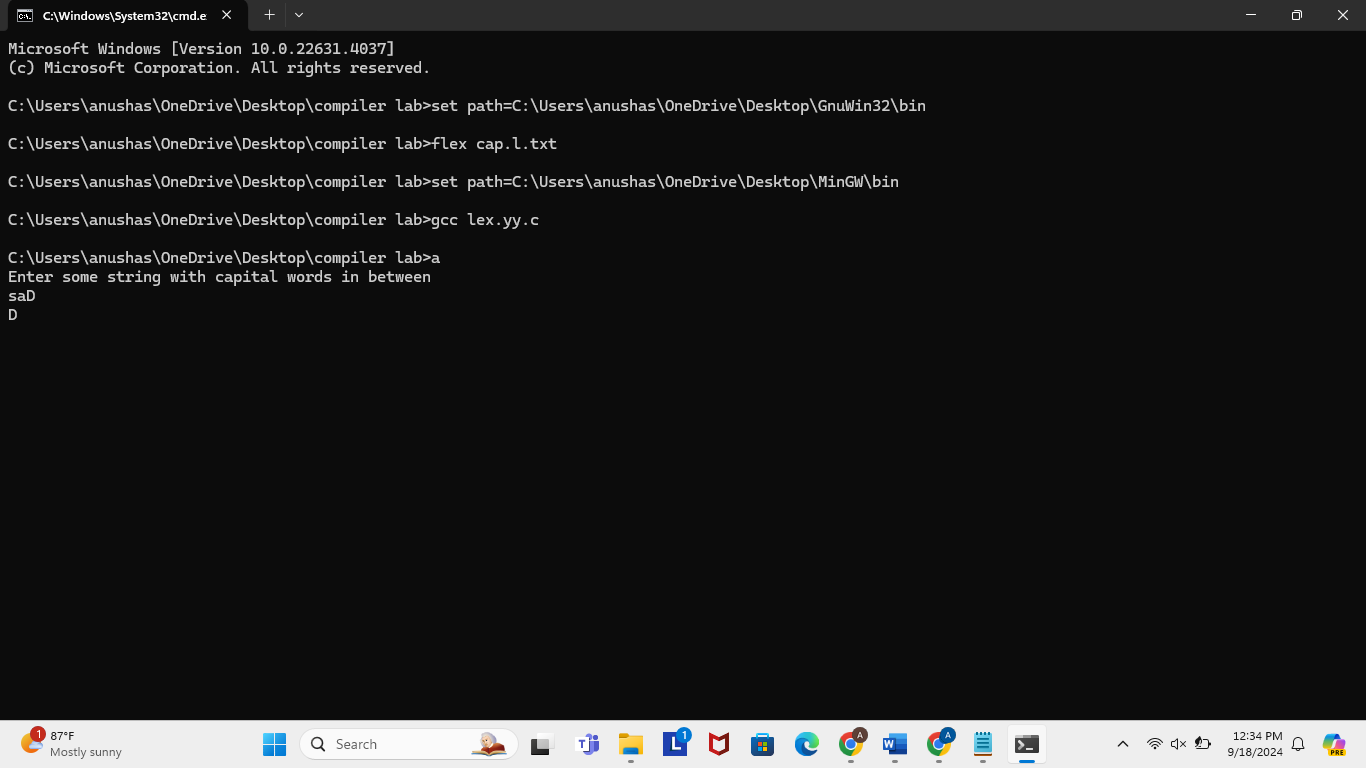 C:\Windows\System32\cmd.e
Microsoft Windows [Version 10.0.22631.4037]
(c) Microsoft Corporation. All rights reserved.
C:\Users\anushas\OneDrive\Desktop\compiler lab>set path=C:\Users\anushas\OneDrive\Desktop\GnuWin32\bin
C:\Users\anushas\OneDrive\Desktop\compiler lab>flex cap.l.txt
C:\Users\anushas\OneDrive\Desktop\compiler lab>set path=C:\Users\anushas\OneDrive\Desktop\MinGW\bin
C:\Users\anushas\OneDrive\Desktop\compiler lab>gcc lex.yy.c
C:\Users\anushas\OneDrive\Desktop\compiler lab>a
Enter some string with capital words in between
saD
D
1
87°F
Mostly sunny
Search
L
1
A
W
A
12:34 PM
9/18/2024
PRE